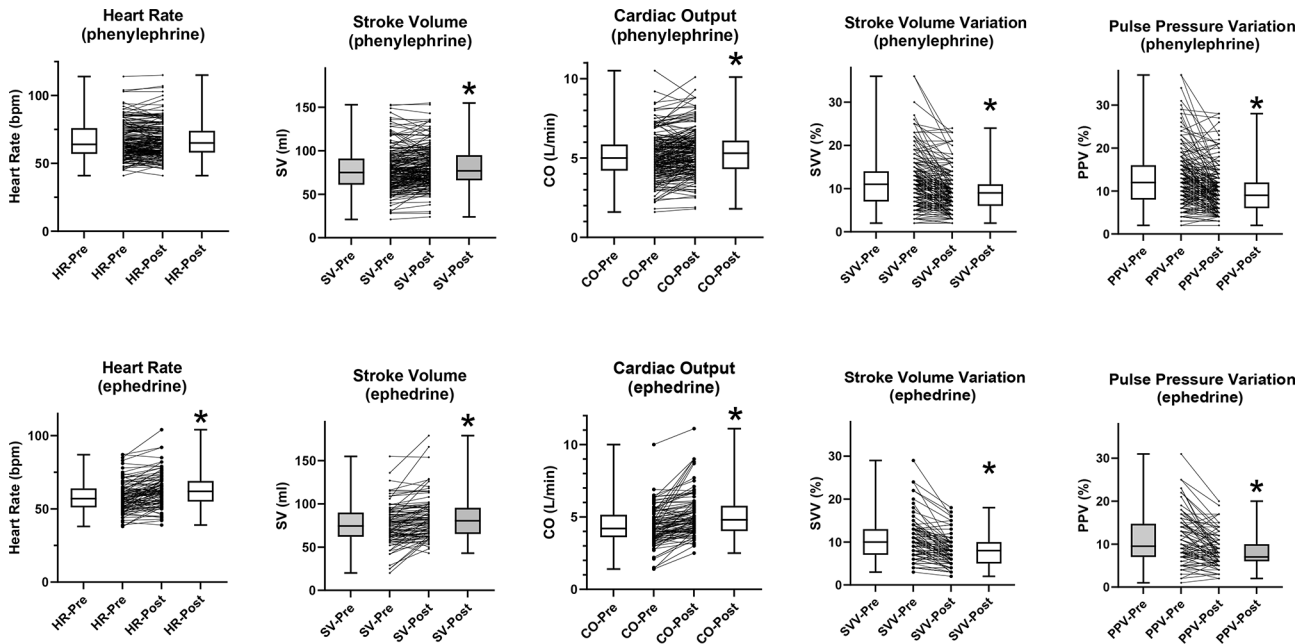 Heart Rate
(phenylephrine)
Heart Rate (bpm)
100
50
0
HR-Pre
HR-Pre
HR-Post
HR-Post
Stroke Volume
(phenylephrine)
*
SV (ml)
150
100
50
0
SV-Pre
SV-Pre
SV-Post
SV-Post
Cardiac Output
(phenylephrine)
*
CO (L/min)
10
5
0
CO-Pre
CO-Pre
CO-Post
CO-Post
Stroke Volume Variation
(phenylephrine)
*
SVV (%)
30
20
10
0
SVV-Pre
SVV-Pre
SVV-Post
SVV-Post
Pulse Pressure Variation
(phenylephrine)
*
PPV (%)
30
20
10
0
PPV-Pre
PPV-Pre
PPV-Post
PPV-Post
Heart Rate
(ephedrine)
*
Heart Rate (bpm)
100
50
0
HR-Pre
HR-Pre
HR-Post
HR-Post
Stroke Volume
(ephedrine)
*
SV (ml)
150
100
50
0
SV-Pre
SV-Pre
SV-Post
SV-Post
Cardiac Output
(ephedrine)
*
CO (L/min)
10
5
0
CO-Pre
CO-Pre
CO-Post
CO-Post
Stroke Volume Variation
(ephedrine)
*
SVV (%)
30
20
10
0
SVV-Pre
SVV-Pre
SVV-Post
SVV-Post
Pulse Pressure Variation
(ephedrine)
*
PPV (%)
30
20
10
0
PPV-Pre
PPV-Pre
PPV-Post
PPV-Post